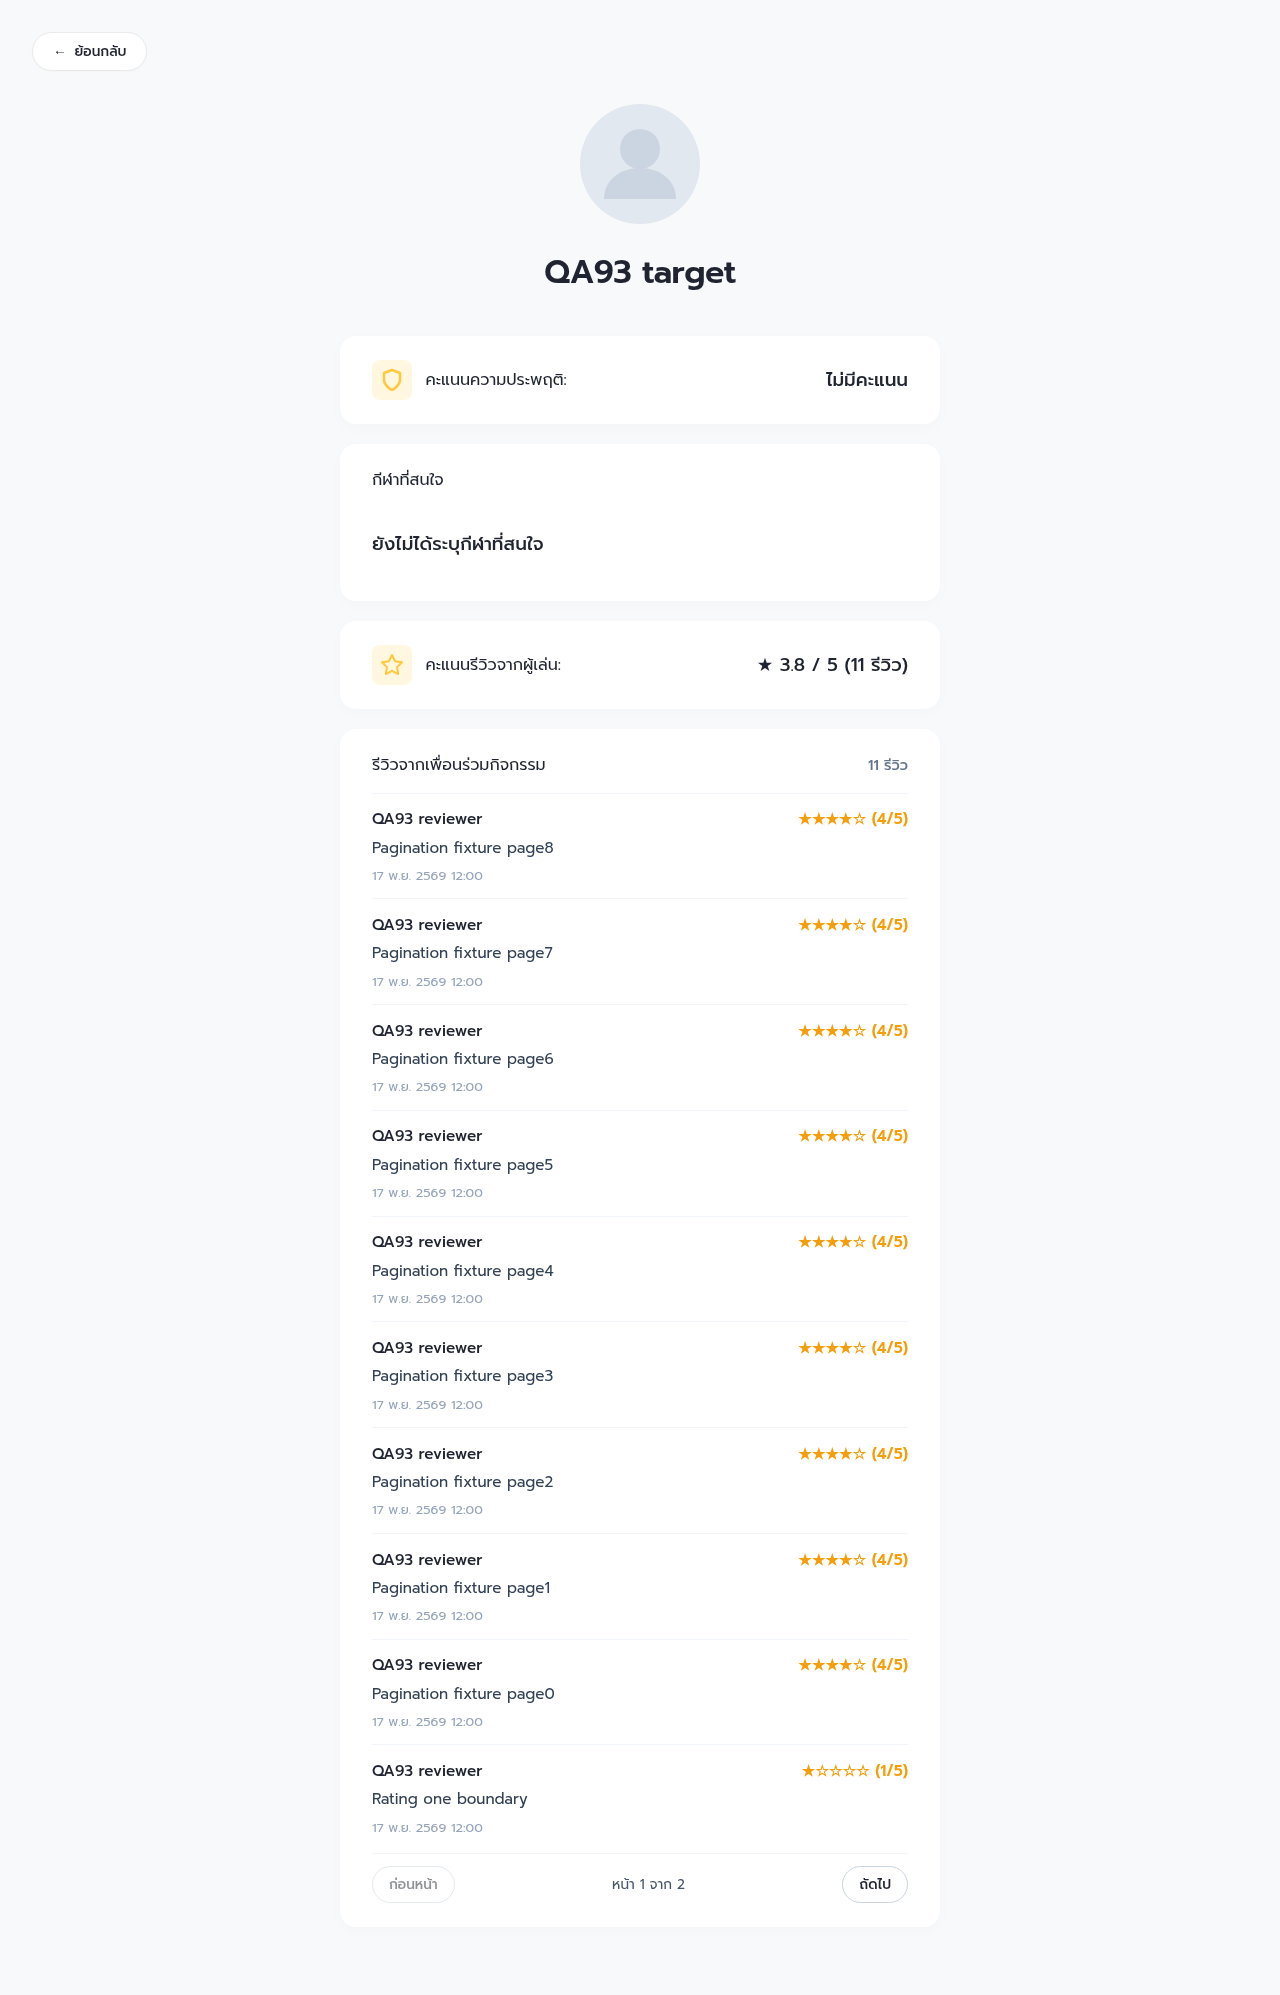 ← ย้อนกลับ
QA93 target
คะแนนความประพฤติ: ไม่มีคะแนน
กีฬาที่สนใจ
ยังไม่ได้ระบุกีฬาที่สนใจ
คะแนนรีวิวจากผู้เล่น: ★ 3.8 / 5 (11 รีวิว)
รีวิวจากเพื่อนร่วมกิจกรรม 11 รีวิว
QA93 reviewer ★★★★☆ (4/5)
Pagination fixture page8
17 พ.ย. 2569 12:00
QA93 reviewer ★★★★☆ (4/5)
Pagination fixture page7
17 พ.ย. 2569 12:00
QA93 reviewer ★★★★☆ (4/5)
Pagination fixture page6
17 พ.ย. 2569 12:00
QA93 reviewer ★★★★☆ (4/5)
Pagination fixture page5
17 พ.ย. 2569 12:00
QA93 reviewer ★★★★☆ (4/5)
Pagination fixture page4
17 พ.ย. 2569 12:00
QA93 reviewer ★★★★☆ (4/5)
Pagination fixture page3
17 พ.ย. 2569 12:00
QA93 reviewer ★★★★☆ (4/5)
Pagination fixture page2
17 พ.ย. 2569 12:00
QA93 reviewer ★★★★☆ (4/5)
Pagination fixture page1
17 พ.ย. 2569 12:00
QA93 reviewer ★★★★☆ (4/5)
Pagination fixture page0
17 พ.ย. 2569 12:00
QA93 reviewer ★☆☆☆☆ (1/5)
Rating one boundary
17 พ.ย. 2569 12:00
ก่อนหน้า หน้า 1 จาก 2 ถัดไป